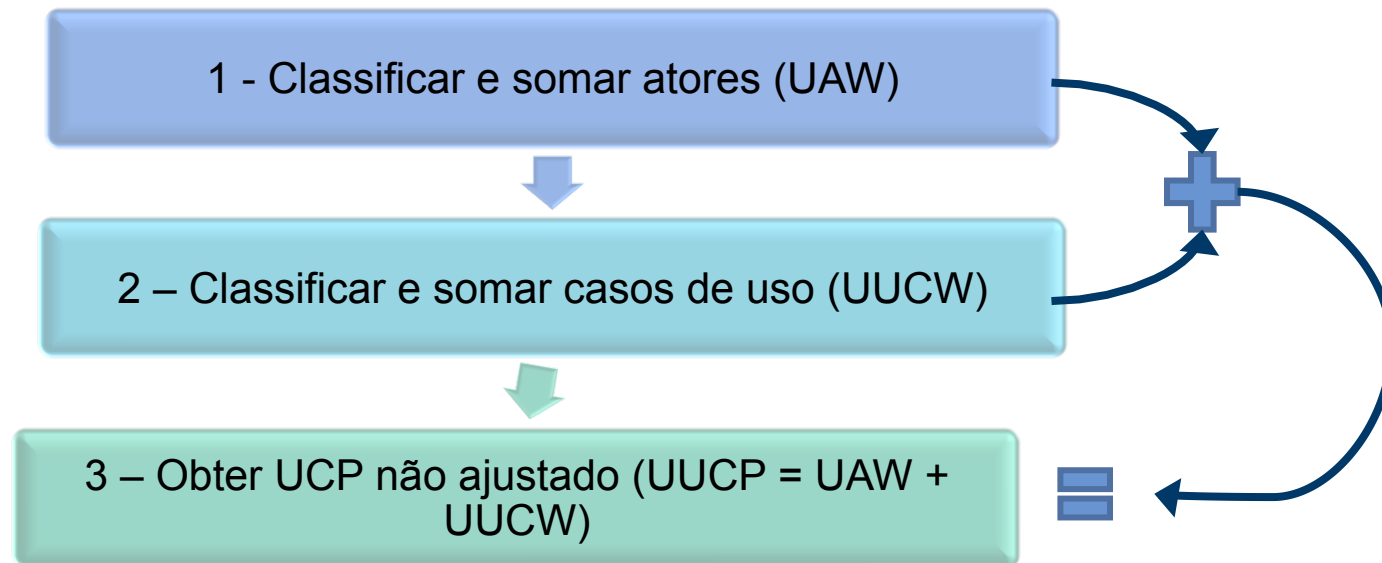 1 - Classificar e somar atores (UAW)
2 – Classificar e somar casos de uso (UUCW)
3 – Obter UCP não ajustado (UUCP = UAW +
UUCW)